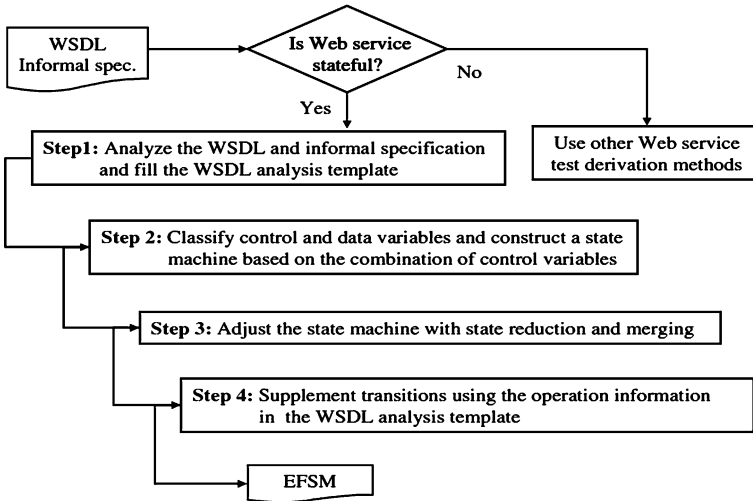 WSDL
Informal spec.
Is Web service
stateful?
No
Yes
Step1: Analyze the WSDL and informal specification
and fill the WSDL analysis template
Use other Web service
test derivation methods
Step 2: Classify control and data variables and construct a state
machine based on the combination of control variables
Step 3: Adjust the state machine with state reduction and merging
Step 4: Supplement transitions using the operation information
in the WSDL analysis template
EFSM